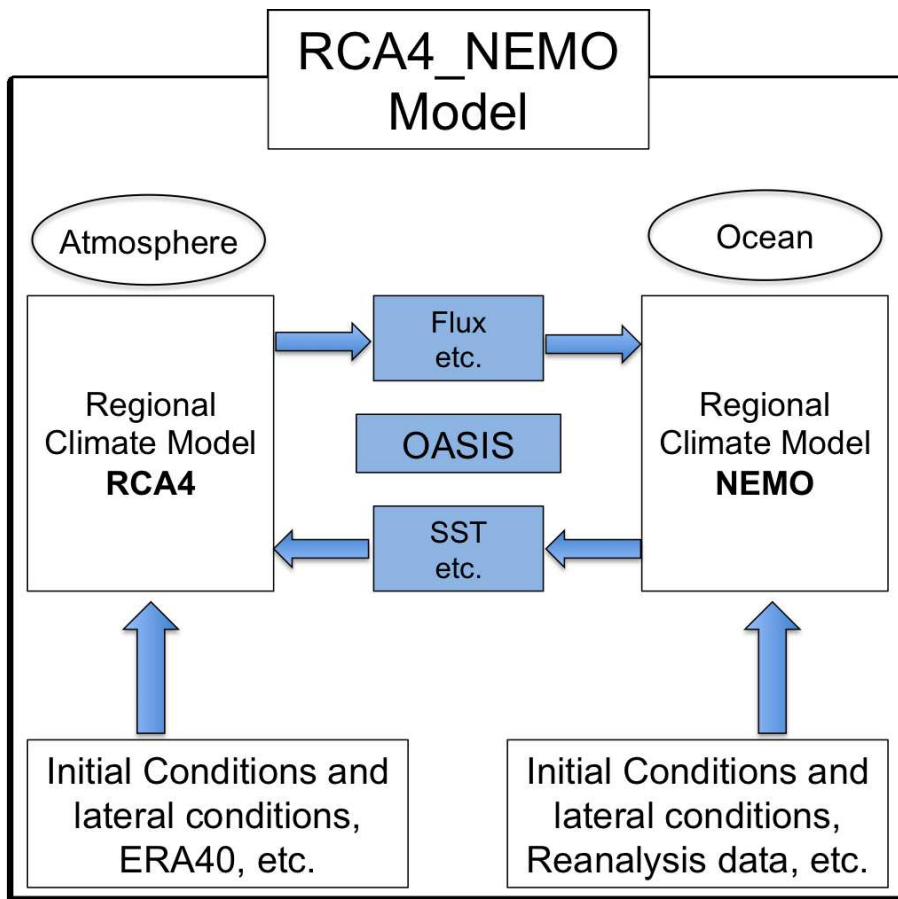 RCA4_NEMO
Model
Atmosphere
Ocean
Regional
Climate Model
RCA4
Flux
etc.
OASIS
SST
etc.
Regional
Climate Model
NEMO
Initial Conditions and
lateral conditions,
ERA40, etc.
Initial Conditions and
lateral conditions,
Reanalysis data, etc.